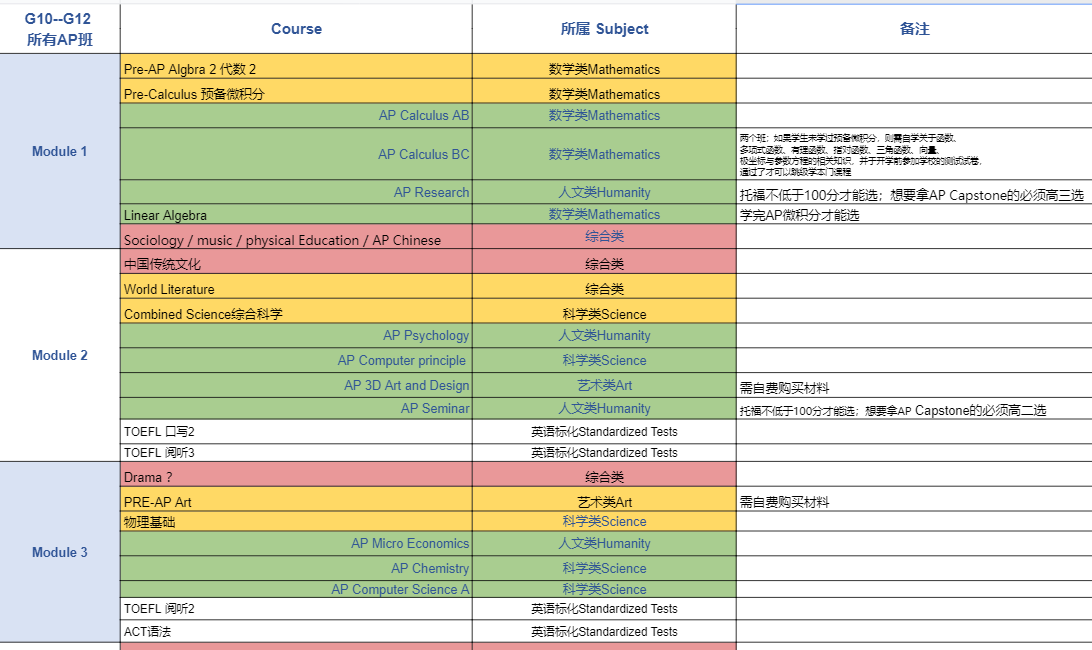 G10--G12
所有AP班
Course
所属 Subject
备注
Module 1
Pre-AP Algbra 2 代数 2
数学类Mathematics
Pre-Calculus 预备微积分
数学类Mathematics
AP Calculus AB
数学类Mathematics
AP Calculus BC
数学类Mathematics
两个班；如果学生未学过预备微积分，则需自学关于函数、
多项式函数、有理函数、指对函数、三角函数、向量、
极坐标与参数方程的相关知识，并于开学前参加学校的测试试卷，
通过了才可以跳级学本门课程
AP Research
人文类Humanity
托福不低于100分才能选；想要拿AP Capstone的必须高三选
Linear Algebra
数学类Mathematics
学完AP微积分才能选
Sociology / music / physical Education / AP Chinese
综合类
Module 2
中国传统文化
综合类
World Literature
综合类
Combined Science综合科学
科学类Science
AP Psychology
人文类Humanity
AP Computer principle
科学类Science
AP 3D Art and Design
艺术类Art
需自费购买材料
AP Seminar
人文类Humanity
托福不低于100分才能选；想要拿AP Capstone的必须高二选
TOEFL 口写2
英语标化Standardized Tests
TOEFL 阅听3
英语标化Standardized Tests
Module 3
Drama ?
综合类
PRE-AP Art
艺术类Art
需自费购买材料
物理基础
科学类Science
AP Micro Economics
人文类Humanity
AP Chemistry
科学类Science
AP Computer Science A
科学类Science
TOEFL 阅听2
英语标化Standardized Tests
ACT语法
英语标化Standardized Tests